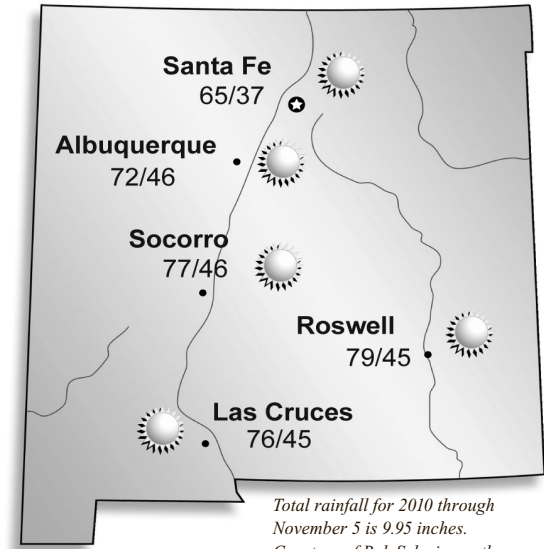 Santa Fe
65/37
Albuquerque
72/46
Socorro
77/46
Roswell
79/45
Las Cruces
76/45
Total rainfall for 2010 through
November 5 is 9.95 inches.